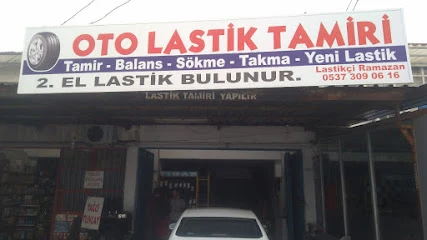 OTO LASTİK TAMİRİ
Tamir - Balans - Sökme - Takma - Yeni Lastik
2. EL LASTİK BULUNUR.
Lastikçi Ramazan
0537 309 06 16
LASTİK TAMİRİ YAPILIR